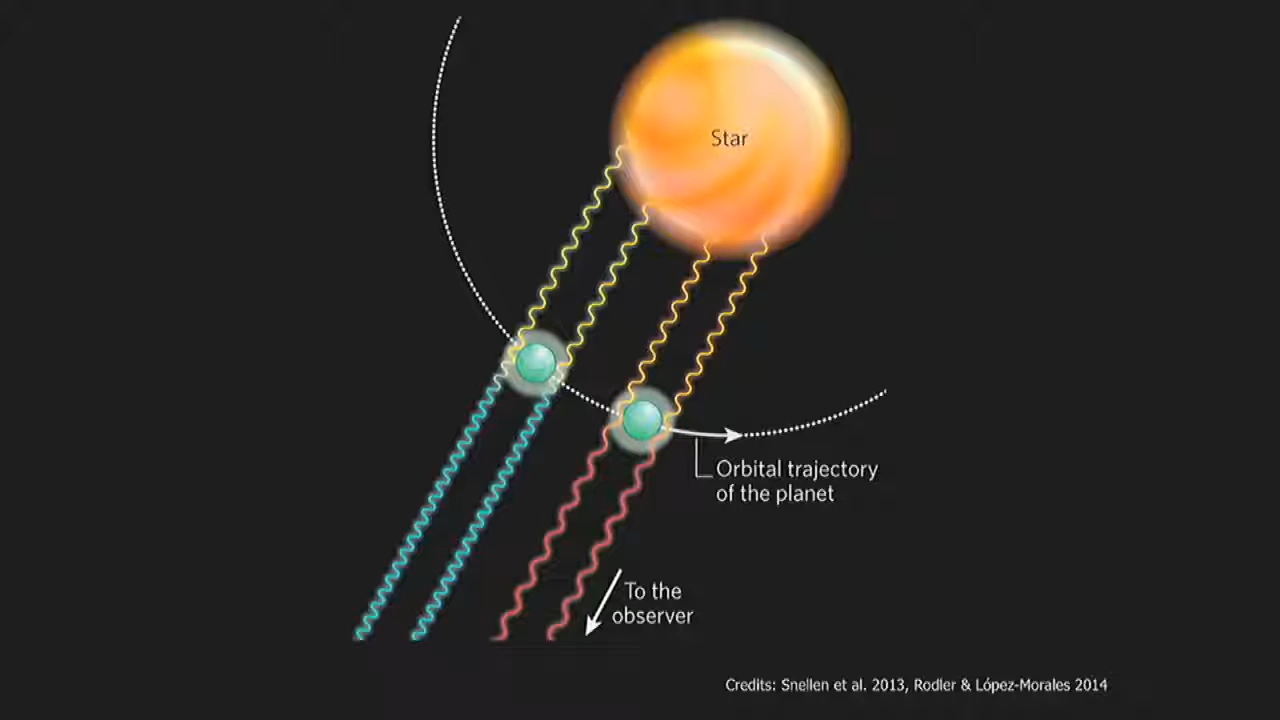 Star
Orbital trajectory
of the planet
To the
observer
Credits: Snellen et al. 2013, Rodler & López-Morales 2014